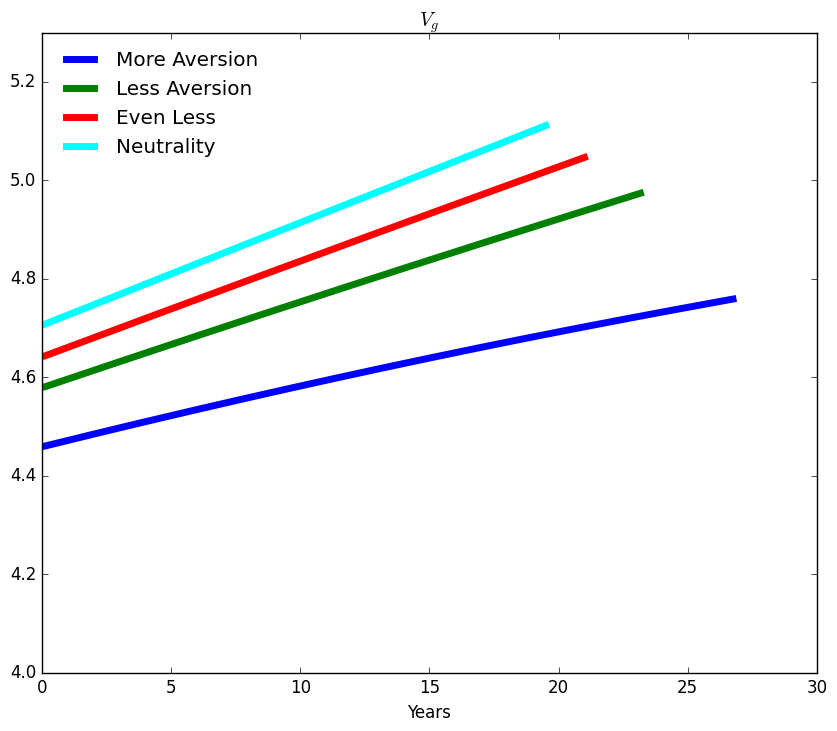 V_g
More Aversion
Less Aversion
Even Less
Neutrality
5.2
5.0
4.8
4.6
4.4
4.2
4.0
0 5 10 15 20 25 30
Years